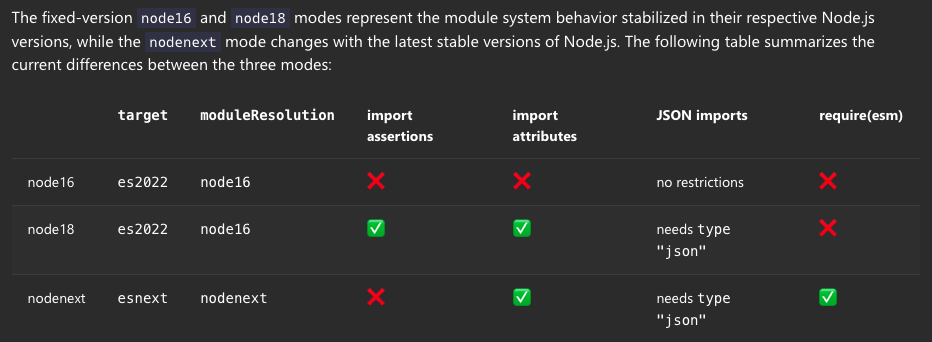 The fixed-version node16 and node18 modes represent the module system behavior stabilized in their respective Node.js
versions, while the nodenext mode changes with the latest stable versions of Node.js. The following table summarizes the
current differences between the three modes:
target moduleResolution import assertions import attributes JSON imports require(esm)
node16 es2022 node16 ❌ ❌ no restrictions ❌
node18 es2022 node16 ✅ ✅ needs type "json" ❌
nodenext esnext nodenext ❌ ✅ needs type "json" ✅